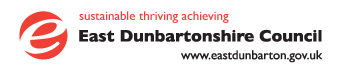 sustainable thriving achieving
East Dunbartonshire Council
www.eastdunbarton.gov.uk